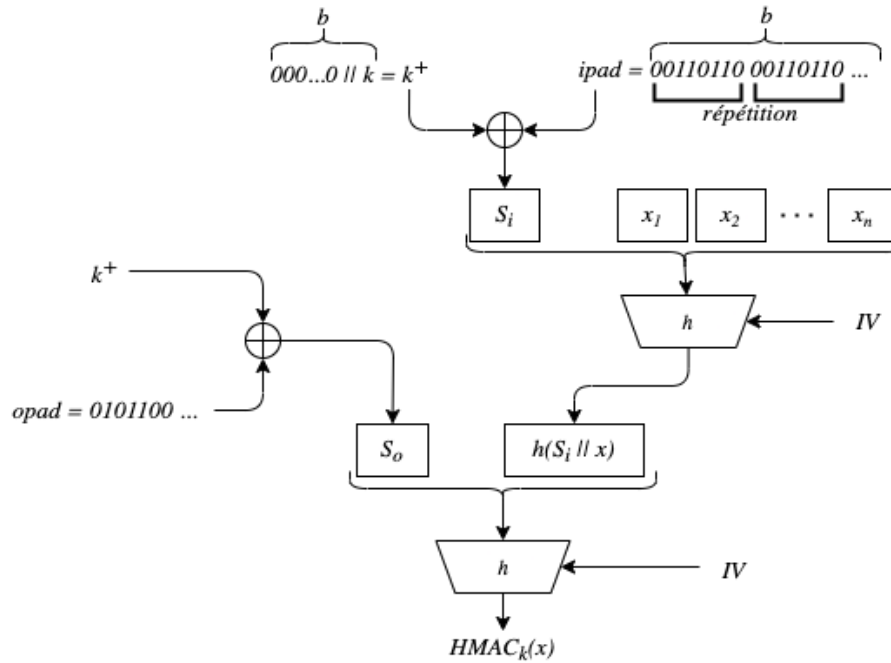 b
b
000...0 // k = k⁺
ipad = 00110110 00110110 ...
répétition
Sᵢ
x₁
x₂
···
xₙ
k⁺
h
IV
opad = 0101100 ...
Sₒ
h(Sᵢ // x)
h
IV
HMACₖ(x)